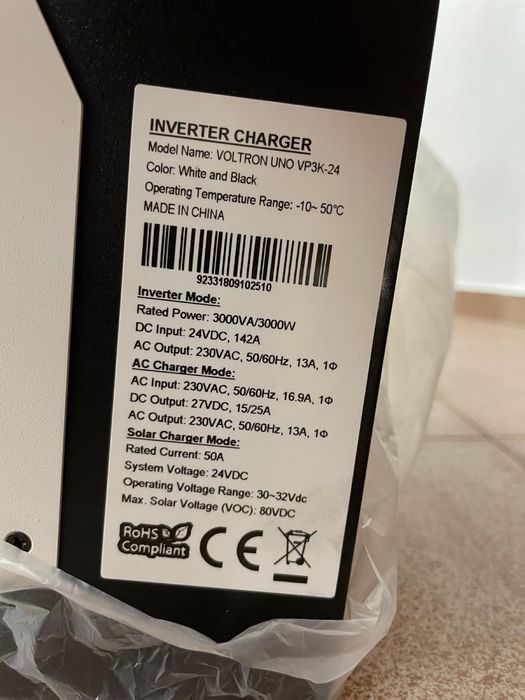 INVERTER CHARGER
Model Name: VOLTRON UNO VP3K-24
Color: White and Black
Operating Temperature Range: -10~ 50°C
MADE IN CHINA
92331809102510
Inverter Mode:
Rated Power: 3000VA/3000W
DC Input: 24VDC, 142A
AC Output: 230VAC, 50/60Hz, 13A, 1Φ
AC Charger Mode:
AC Input: 230VAC, 50/60Hz, 16.9A, 1Φ
DC Output: 27VDC, 15/25A
AC Output: 230VAC, 50/60Hz, 13A, 1Φ
Solar Charger Mode:
Rated Current: 50A
System Voltage: 24VDC
Operating Voltage Range: 30~32Vdc
Max. Solar Voltage (VOC): 80VDC
RoHS
Compliant
CE